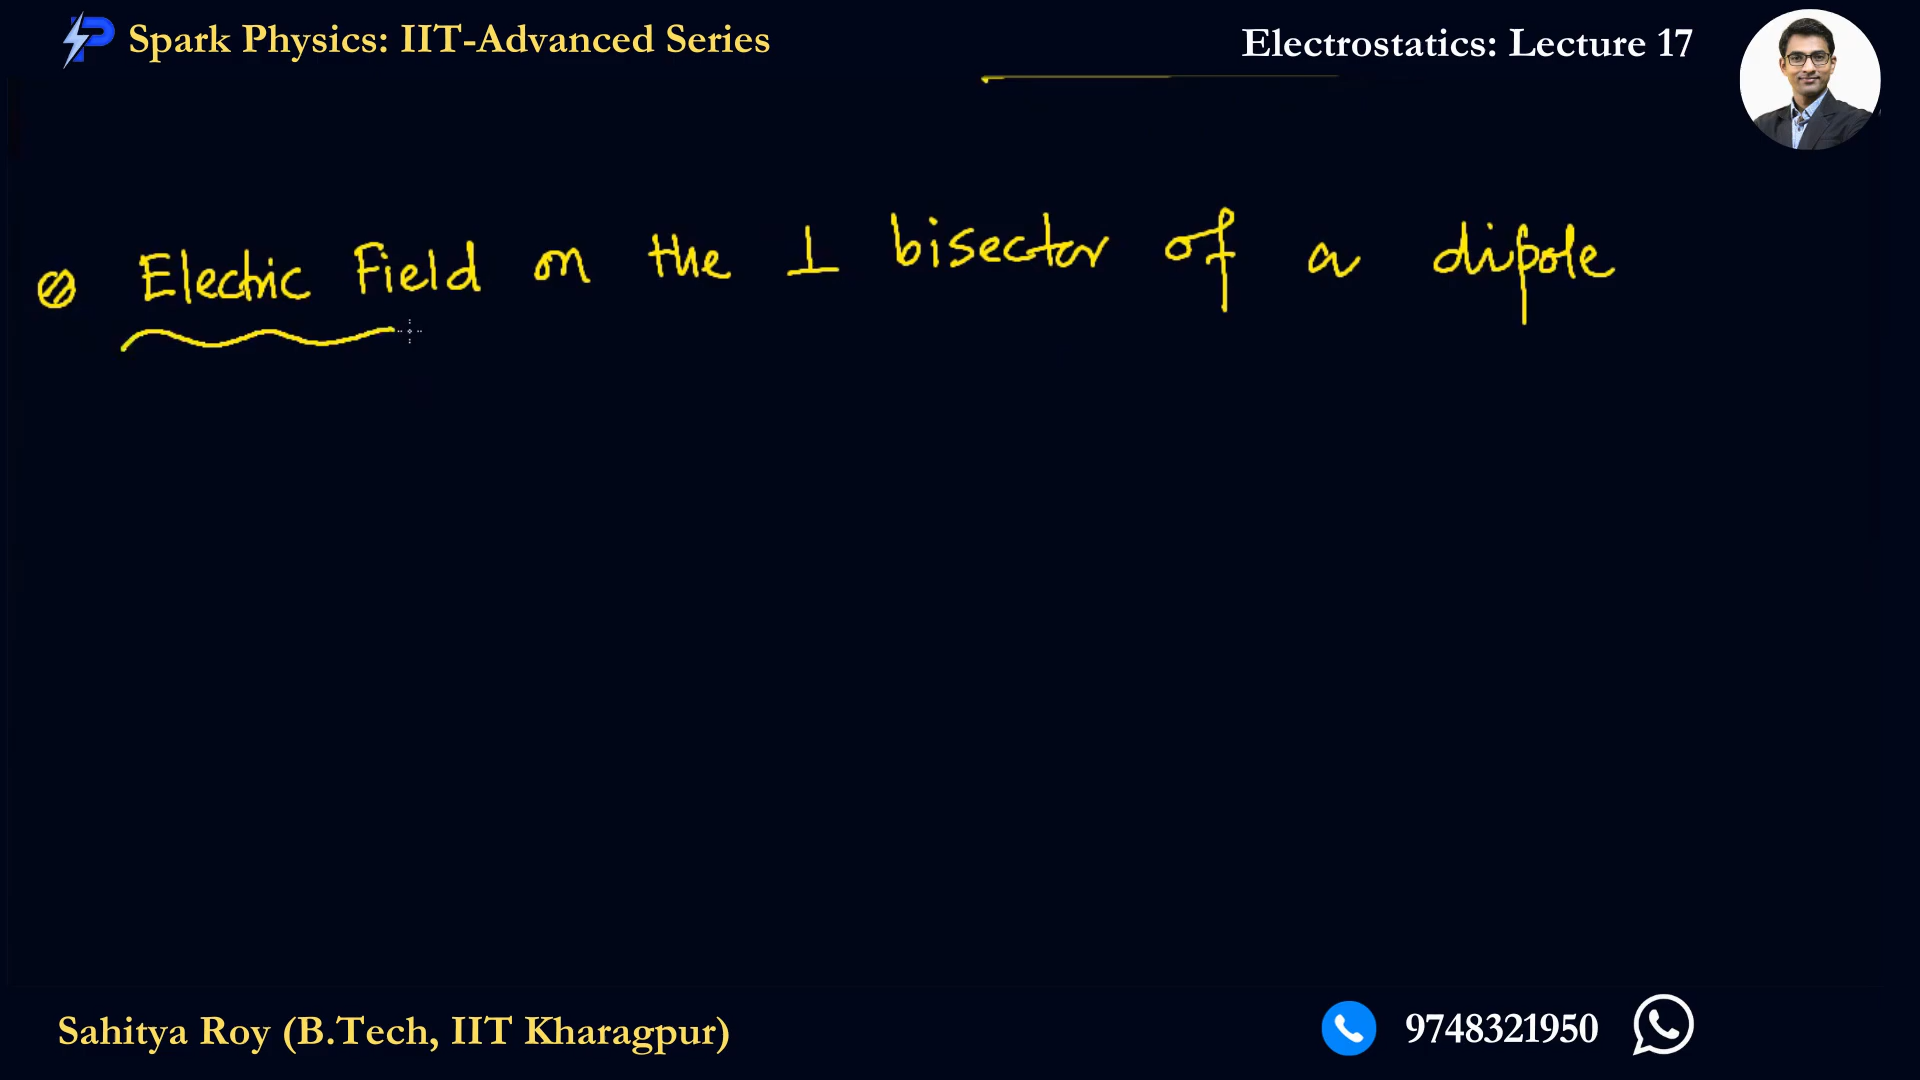 Spark Physics: IIT-Advanced Series
Electrostatics: Lecture 17
Electric Field on the ⊥ bisector of a dipole
Sahitya Roy (B.Tech, IIT Kharagpur)
9748321950